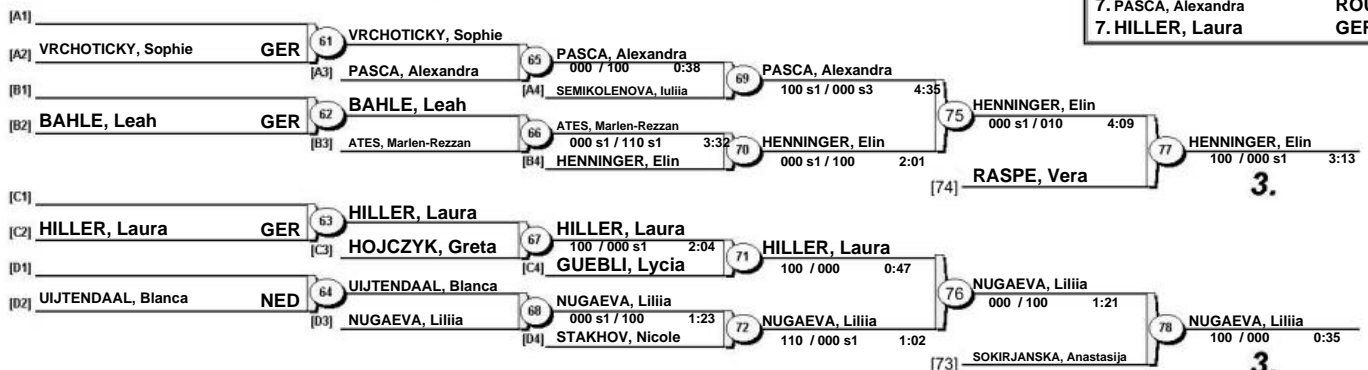 7. PASCA, Alexandra ROU
7. HILLER, Laura GER
[A1]
[A2] VRCHOTICKY, Sophie GER 61 VRCHOTICKY, Sophie
[A3] PASCA, Alexandra 65 PASCA, Alexandra
000 / 100 0:38
[A4] SEMIKOLENOVA, Iuliia 69 PASCA, Alexandra
100 s1 / 000 s3 4:35
[B1]
[B2] BAHLE, Leah GER 62 BAHLE, Leah
[B3] ATES, Marlen-Rezzan 66 ATES, Marlen-Rezzan
000 s1 / 110 s1 3:32
[B4] HENNINGER, Elin 70 HENNINGER, Elin
000 s1 / 100 2:01
75 HENNINGER, Elin
000 s1 / 010 4:09
[74] RASPE, Vera 77 HENNINGER, Elin
100 / 000 s1 3:13
3.
[C1]
[C2] HILLER, Laura GER 63 HILLER, Laura
[C3] HOJCZYK, Greta 67 HILLER, Laura
100 / 000 s1 2:04
[C4] GUEBLI, Lycia 71 HILLER, Laura
100 / 000 0:47
[D1]
[D2] UIJTENDAAL, Blanca NED 64 UIJTENDAAL, Blanca
[D3] NUGAEVA, Liliia 68 NUGAEVA, Liliia
000 s1 / 100 1:23
[D4] STAKHOV, Nicole 72 NUGAEVA, Liliia
110 / 000 s1 1:02
76 NUGAEVA, Liliia
000 / 100 1:21
[73] SOKIRJANSKA, Anastasija 78 NUGAEVA, Liliia
100 / 000 0:35
3.